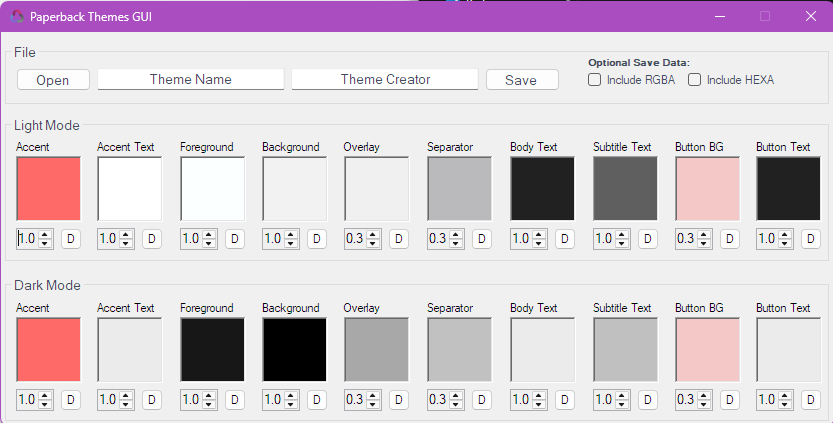 Paperback Themes GUI
File
Open Theme Name Theme Creator Save
Optional Save Data:
Include RGBA Include HEXA
Light Mode
Accent Accent Text Foreground Background Overlay Separator Body Text Subtitle Text Button BG Button Text
1.0 D 1.0 D 1.0 D 1.0 D 0.3 D 0.3 D 1.0 D 1.0 D 0.3 D 1.0 D
Dark Mode
Accent Accent Text Foreground Background Overlay Separator Body Text Subtitle Text Button BG Button Text
1.0 D 1.0 D 1.0 D 1.0 D 0.3 D 0.3 D 1.0 D 1.0 D 0.3 D 1.0 D